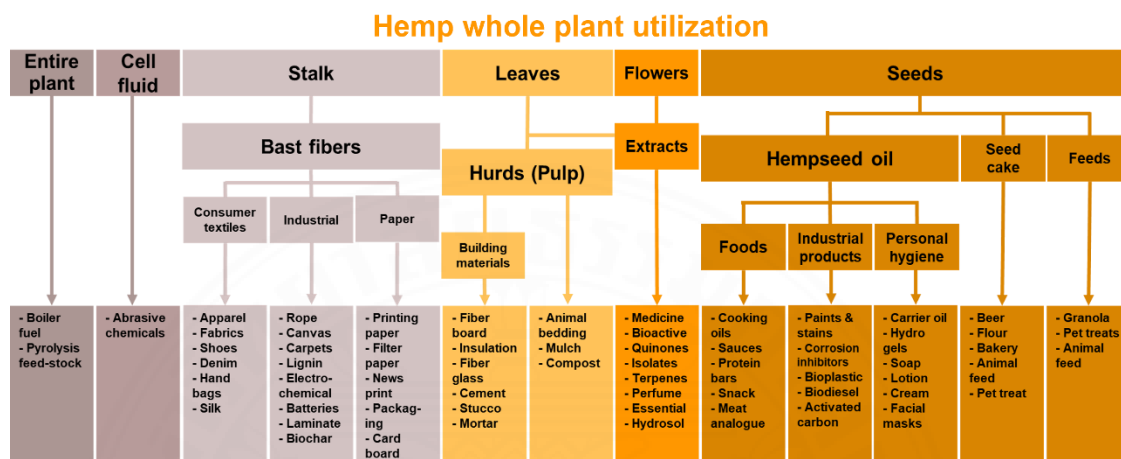 Hemp whole plant utilization
Entire
plant
Cell
fluid
Stalk
Leaves
Flowers
Seeds
Bast fibers
Hurds (Pulp)
Extracts
Hempseed oil
Seed
cake
Feeds
Consumer
textiles
Industrial
Paper
Building
materials
Foods
Industrial
products
Personal
hygiene
- Boiler
fuel
- Pyrolysis
feed-stock
- Abrasive
chemicals
- Apparel
- Fabrics
- Shoes
- Denim
- Hand
bags
- Silk
- Rope
- Canvas
- Carpets
- Lignin
- Electro-
chemical
- Batteries
- Laminate
- Biochar
- Printing
paper
- Filter
paper
- News
print
- Packag-
ing
- Card
board
- Fiber
board
- Insulation
- Fiber
glass
- Cement
- Stucco
- Mortar
- Animal
bedding
- Mulch
- Compost
- Medicine
- Bioactive
- Quinones
- Isolates
- Terpenes
- Perfume
- Essential
- Hydrosol
- Cooking
oils
- Sauces
- Protein
bars
- Snack
- Meat
analogue
- Paints &
stains
- Corrosion
inhibitors
- Bioplastic
- Biodiesel
- Activated
carbon
- Carrier oil
- Hydro
gels
- Soap
- Lotion
- Cream
- Facial
masks
- Beer
- Flour
- Bakery
- Animal
feed
- Pet treat
- Granola
- Pet treats
- Animal
feed